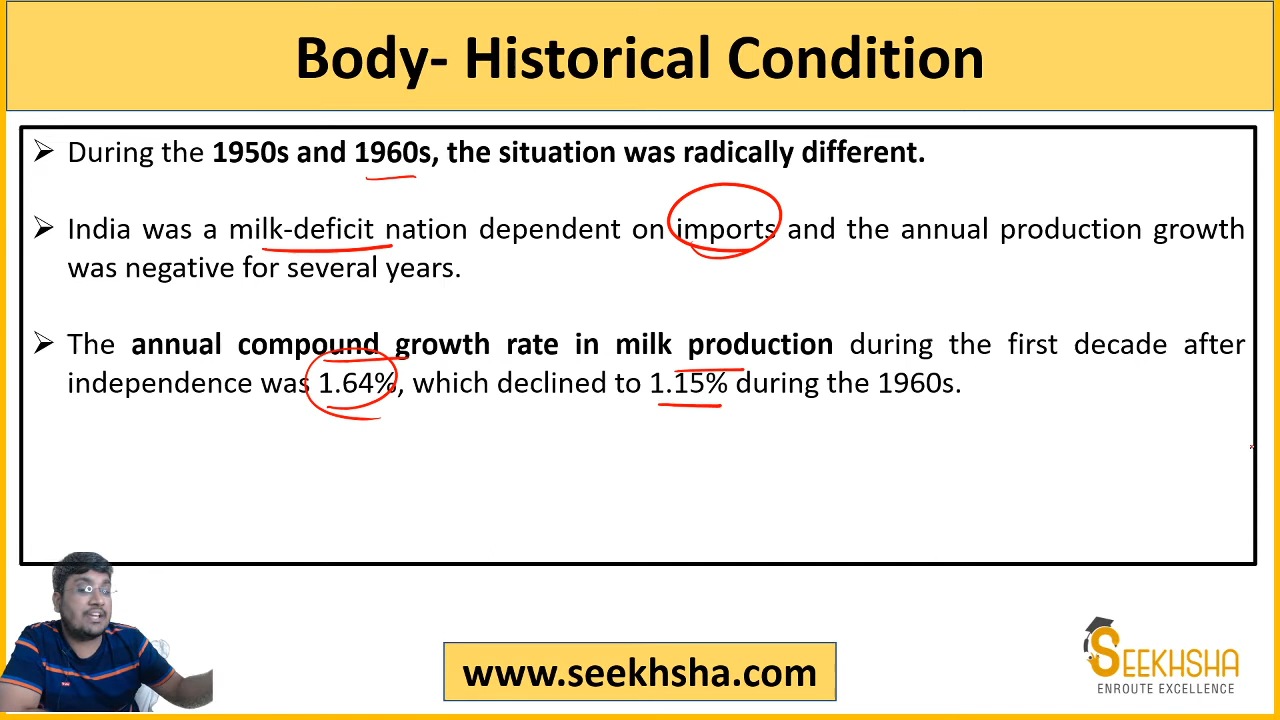 Body- Historical Condition
➤ During the 1950s and 1960s, the situation was radically different.
➤ India was a milk-deficit nation dependent on imports and the annual production growth
was negative for several years.
➤ The annual compound growth rate in milk production during the first decade after
independence was 1.64%, which declined to 1.15% during the 1960s.
www.seekhsha.com
SEEKHSHA
ENROUTE EXCELLENCE